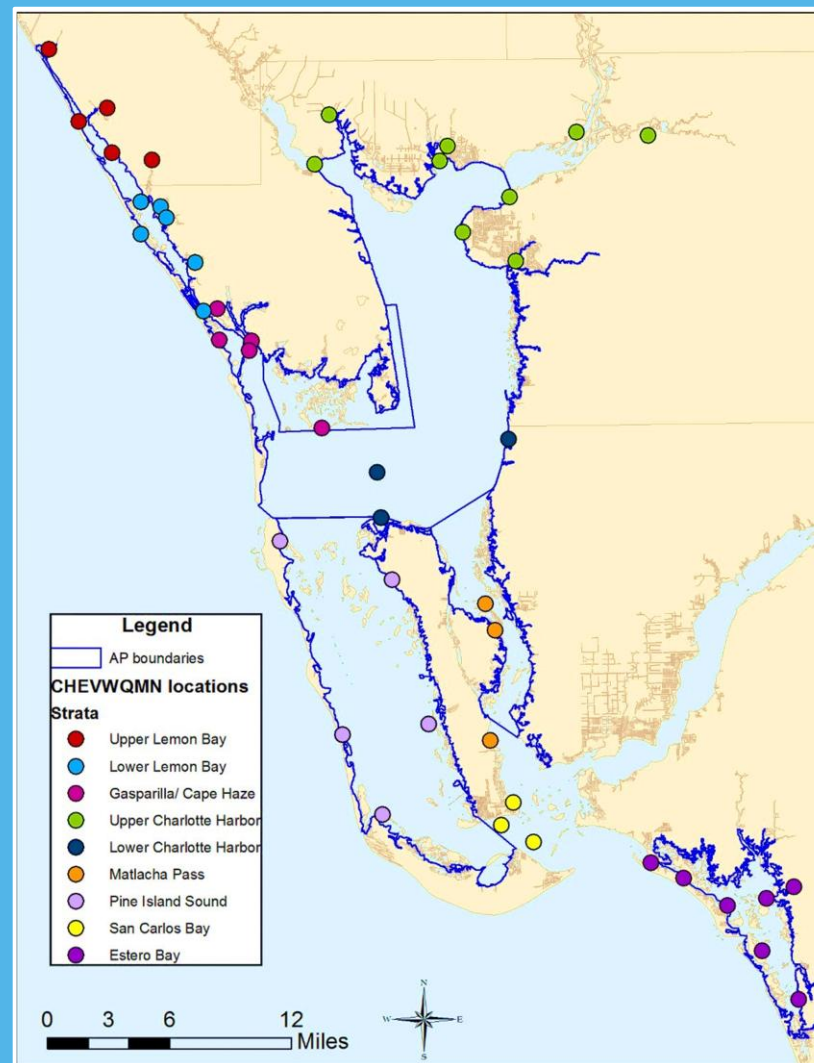 Legend
AP boundaries
CHEVWQMN locations
Strata
Upper Lemon Bay
Lower Lemon Bay
Gasparilla/ Cape Haze
Upper Charlotte Harbor
Lower Charlotte Harbor
Matlacha Pass
Pine Island Sound
San Carlos Bay
Estero Bay
0 3 6 12
Miles
N
W E
S